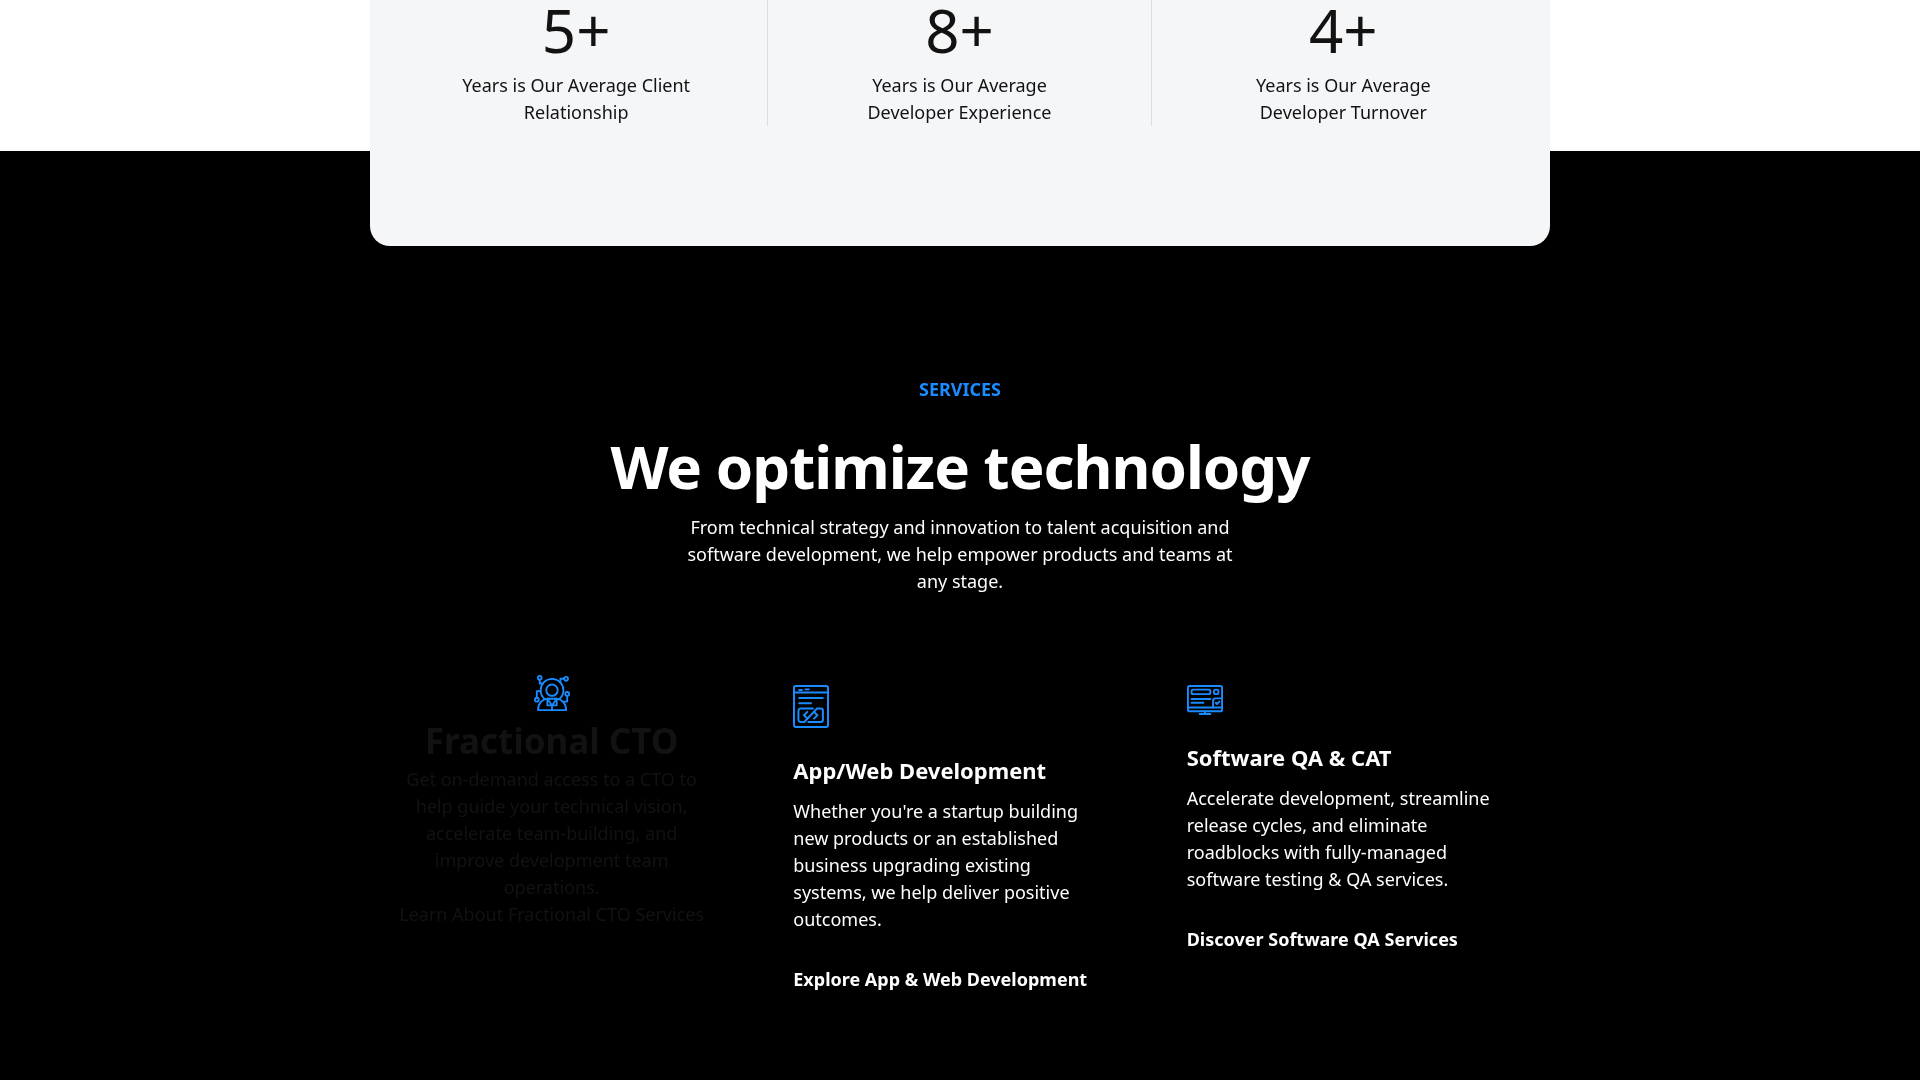 5+
Years is Our Average Client
Relationship
8+
Years is Our Average
Developer Experience
4+
Years is Our Average
Developer Turnover
SERVICES
We optimize technology
From technical strategy and innovation to talent acquisition and
software development, we help empower products and teams at
any stage.
Fractional CTO
Get on-demand access to a CTO to
help guide your technical vision,
accelerate team-building, and
improve development team
operations.
Learn About Fractional CTO Services
App/Web Development
Whether you're a startup building
new products or an established
business upgrading existing
systems, we help deliver positive
outcomes.
Explore App & Web Development
Software QA & CAT
Accelerate development, streamline
release cycles, and eliminate
roadblocks with fully-managed
software testing & QA services.
Discover Software QA Services